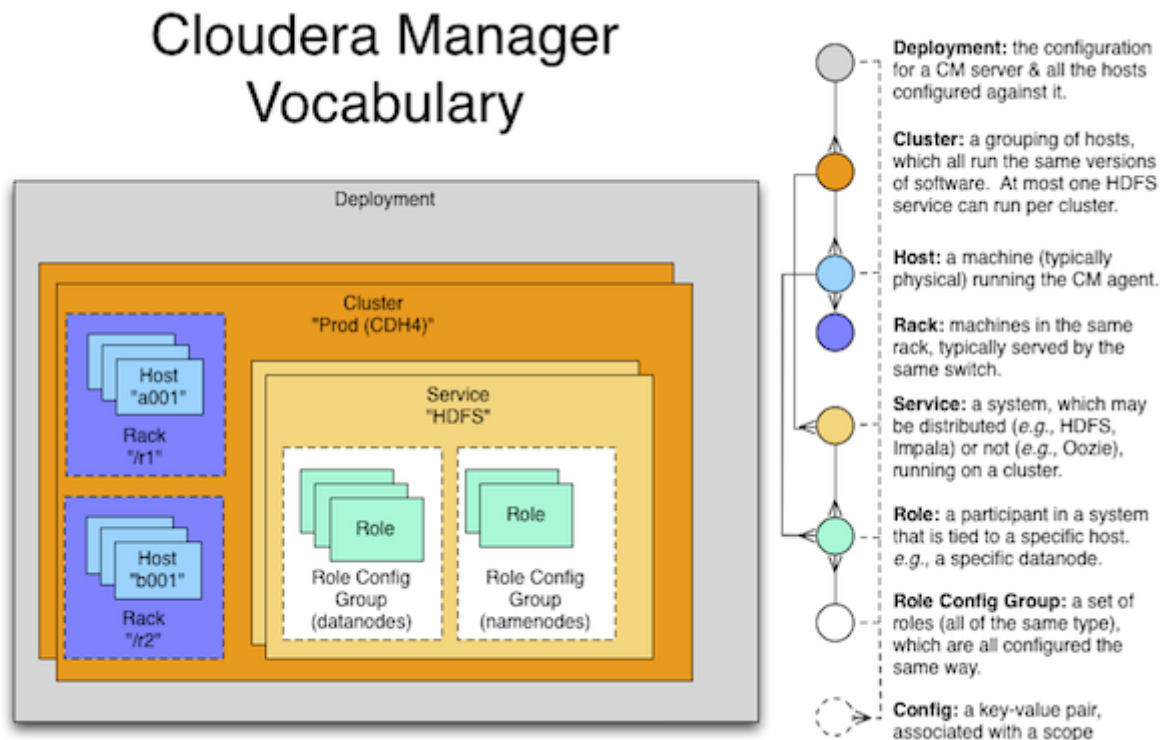 Cloudera Manager
Vocabulary
Deployment
Cluster
"Prod (CDH4)"
Host
"a001"
Rack
"/r1"
Host
"b001"
Rack
"/r2"
Service
"HDFS"
Role
Role Config
Group
(datanodes)
Role
Role Config
Group
(namenodes)
Deployment: the configuration
for a CM server & all the hosts
configured against it.
Cluster: a grouping of hosts,
which all run the same versions
of software. At most one HDFS
service can run per cluster.
Host: a machine (typically
physical) running the CM agent.
Rack: machines in the same
rack, typically served by the
same switch.
Service: a system, which may
be distributed (e.g., HDFS,
Impala) or not (e.g., Oozie),
running on a cluster.
Role: a participant in a system
that is tied to a specific host.
e.g., a specific datanode.
Role Config Group: a set of
roles (all of the same type),
which are all configured the
same way.
Config: a key-value pair,
associated with a scope